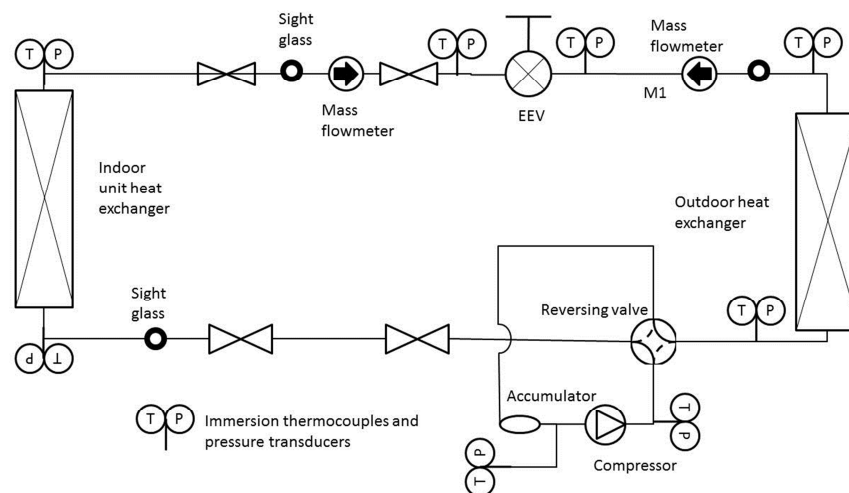 Sight
glass
Mass
flowmeter
T P
T P
T P
T P
Mass
flowmeter
M1
EEV
Indoor
unit heat
exchanger
Outdoor heat
exchanger
Sight
glass
Reversing valve
T P
P T
Accumulator
T P
Immersion thermocouples and
pressure transducers
T P
T P
Compressor